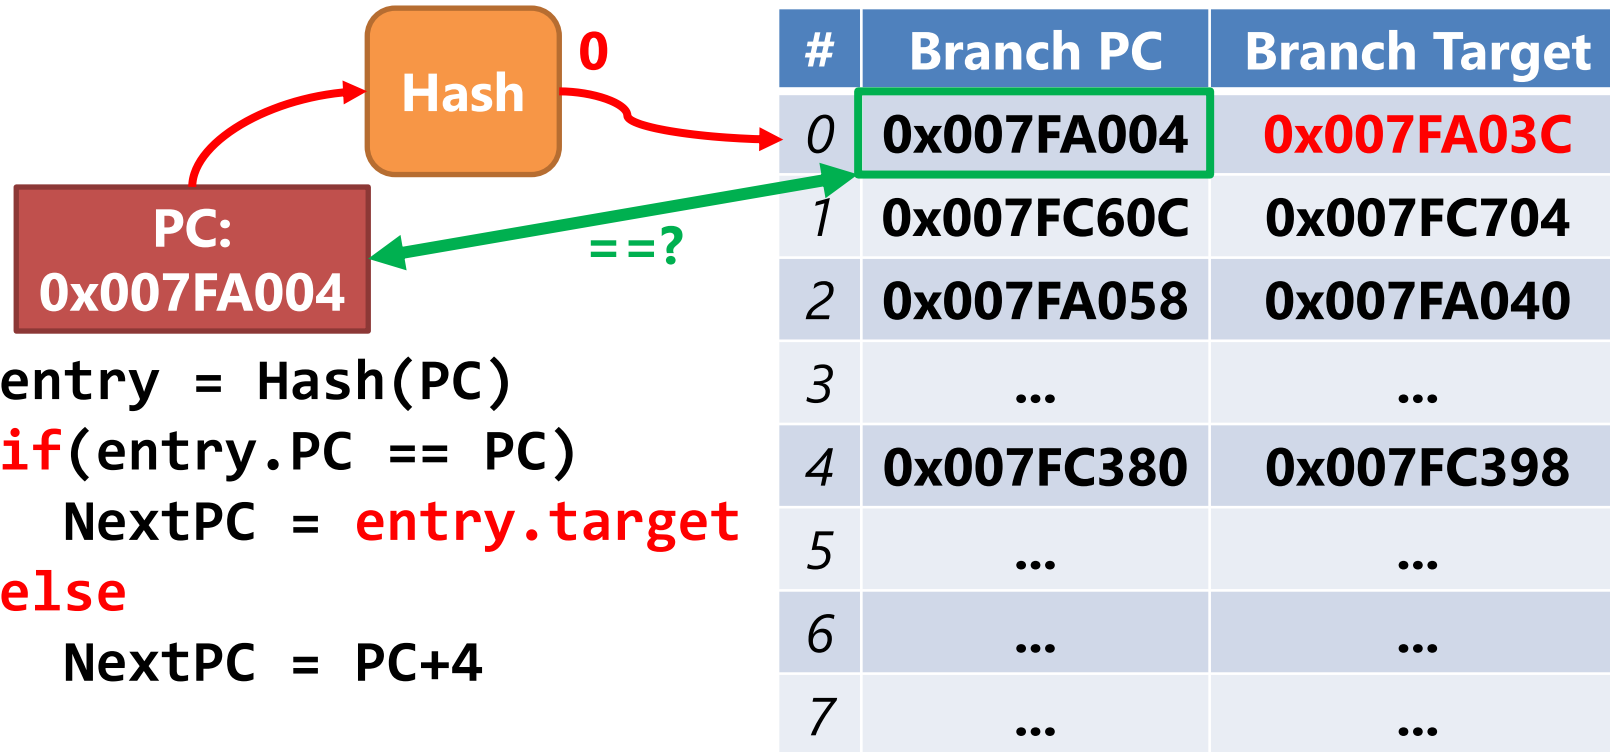 Hash
0
PC:
0x007FA004
==?
entry = Hash(PC)
if(entry.PC == PC)
  NextPC = entry.target
else
  NextPC = PC+4
# Branch PC Branch Target
0 0x007FA004 0x007FA03C
1 0x007FC60C 0x007FC704
2 0x007FA058 0x007FA040
3 ... ...
4 0x007FC380 0x007FC398
5 ... ...
6 ... ...
7 ... ...